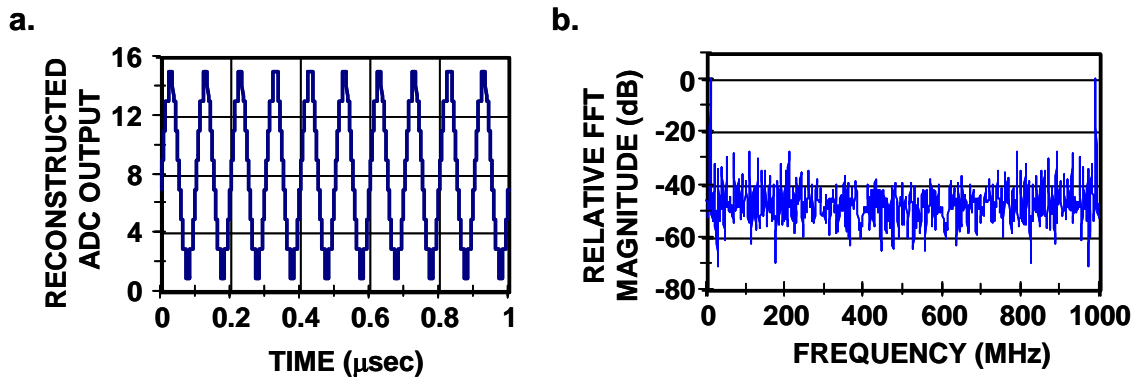 a.
RECONSTRUCTED
ADC OUTPUT
16
12
8
4
0
0 0.2 0.4 0.6 0.8 1
TIME (μsec)
b.
RELATIVE FFT
MAGNITUDE (dB)
0
-20
-40
-60
-80
0 200 400 600 800 1000
FREQUENCY (MHz)